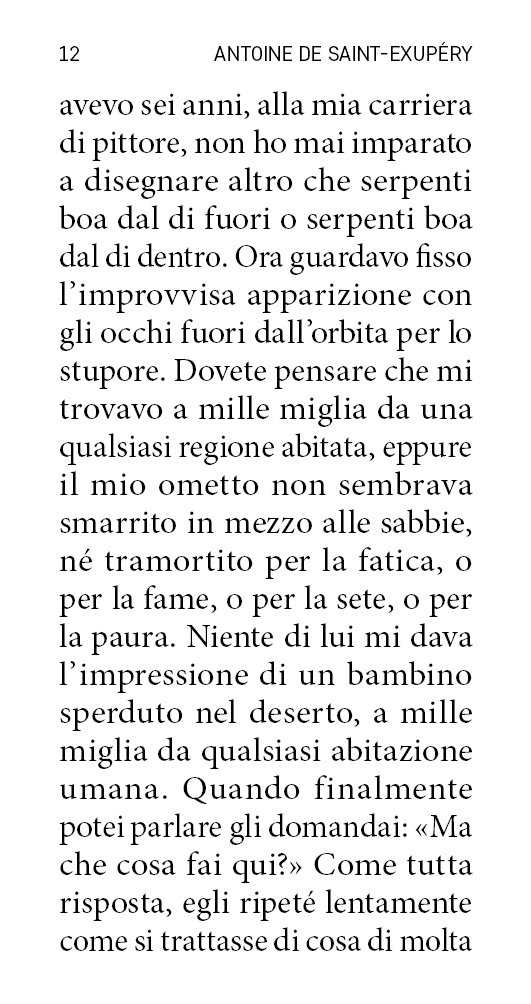 12 ANTOINE DE SAINT-EXUPÉRY
avevo sei anni, alla mia carriera
di pittore, non ho mai imparato
a disegnare altro che serpenti
boa dal di fuori o serpenti boa
dal di dentro. Ora guardavo fisso
l’improvvisa apparizione con
gli occhi fuori dall’orbita per lo
stupore. Dovete pensare che mi
trovavo a mille miglia da una
qualsiasi regione abitata, eppure
il mio ometto non sembrava
smarrito in mezzo alle sabbie,
né tramortito per la fatica, o
per la fame, o per la sete, o per
la paura. Niente di lui mi dava
l’impressione di un bambino
sperduto nel deserto, a mille
miglia da qualsiasi abitazione
umana. Quando finalmente
potei parlare gli domandai: «Ma
che cosa fai qui?» Come tutta
risposta, egli ripeté lentamente
come si trattasse di cosa di molta